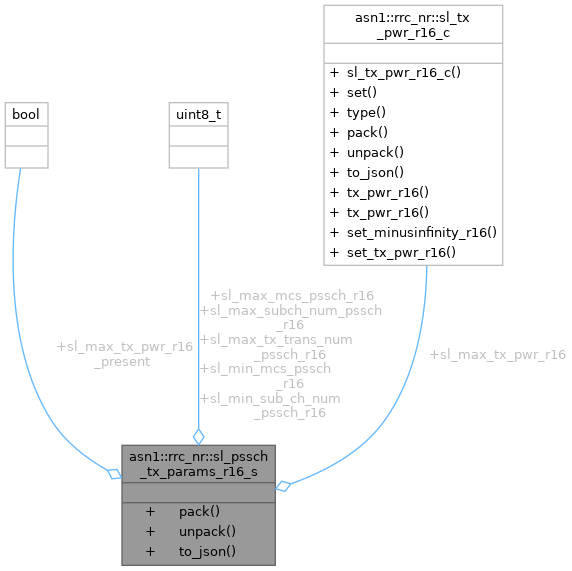 asn1::rrc_nr::sl_tx
_pwr_r16_c
+ sl_tx_pwr_r16_c()
+ set()
+ type()
+ pack()
+ unpack()
+ to_json()
+ tx_pwr_r16()
+ tx_pwr_r16()
+ set_minusinfinity_r16()
+ set_tx_pwr_r16()
bool
uint8_t
+sl_max_tx_pwr_r16
_present
+sl_max_mcs_pssch_r16
+sl_max_subch_num_pssch
_r16
+sl_max_tx_trans_num
_pssch_r16
+sl_min_mcs_pssch
_r16
+sl_min_sub_ch_num
_pssch_r16
+sl_max_tx_pwr_r16
asn1::rrc_nr::sl_pssch
_tx_params_r16_s
+ pack()
+ unpack()
+ to_json()